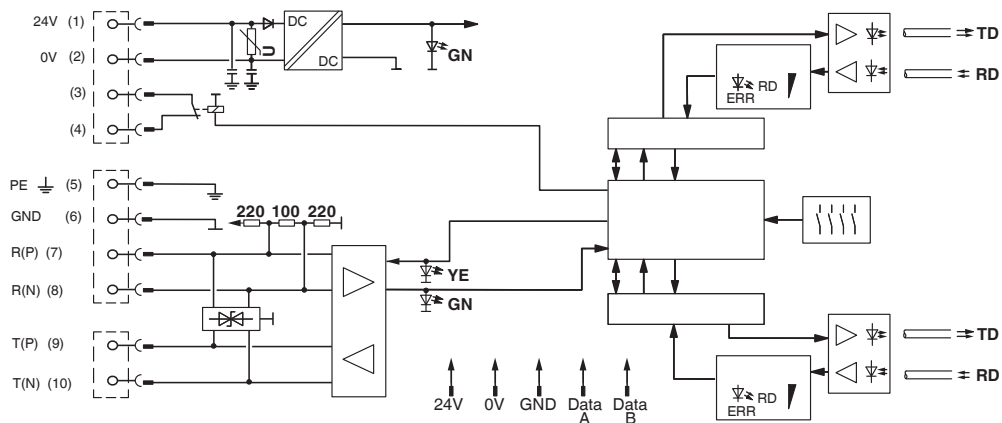 24V (1)
0V (2)
(3)
(4)
DC
DC
U
GN
PE (5)
GND (6)
R(P) (7)
R(N) (8)
T(P) (9)
T(N) (10)
220 100 220
YE
GN
24V 0V GND Data A Data B
TD
RD
RD
ERR
TD
RD
RD
ERR